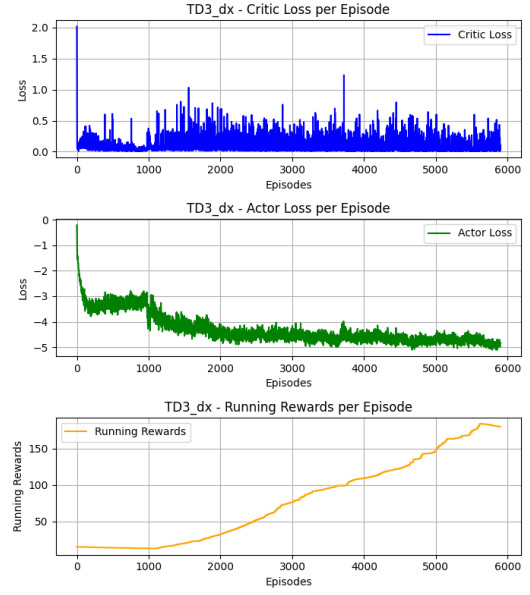 TD3_dx - Critic Loss per Episode
2.0
1.5
1.0
0.5
0.0
Loss
Critic Loss
0 1000 2000 3000 4000 5000 6000
Episodes
TD3_dx - Actor Loss per Episode
0
−1
−2
−3
−4
−5
Loss
Actor Loss
0 1000 2000 3000 4000 5000 6000
Episodes
TD3_dx - Running Rewards per Episode
150
100
50
Running Rewards
Running Rewards
0 1000 2000 3000 4000 5000 6000
Episodes